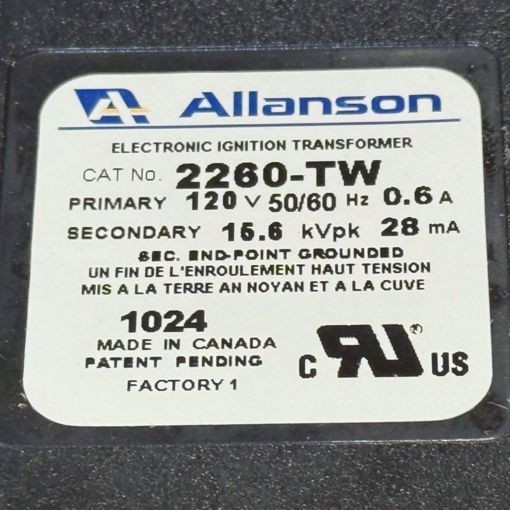 Allanson
ELECTRONIC IGNITION TRANSFORMER
CAT No. 2260-TW
PRIMARY 120 V 50/60 Hz 0.6 A
SECONDARY 15.6 kVpk 28 mA
SEC. END-POINT GROUNDED
UN FIN DE L'ENROULEMENT HAUT TENSION
MIS A LA TERRE AN NOYAN ET A LA CUVE
1024
MADE IN CANADA
PATENT PENDING
FACTORY 1
C RU ® US